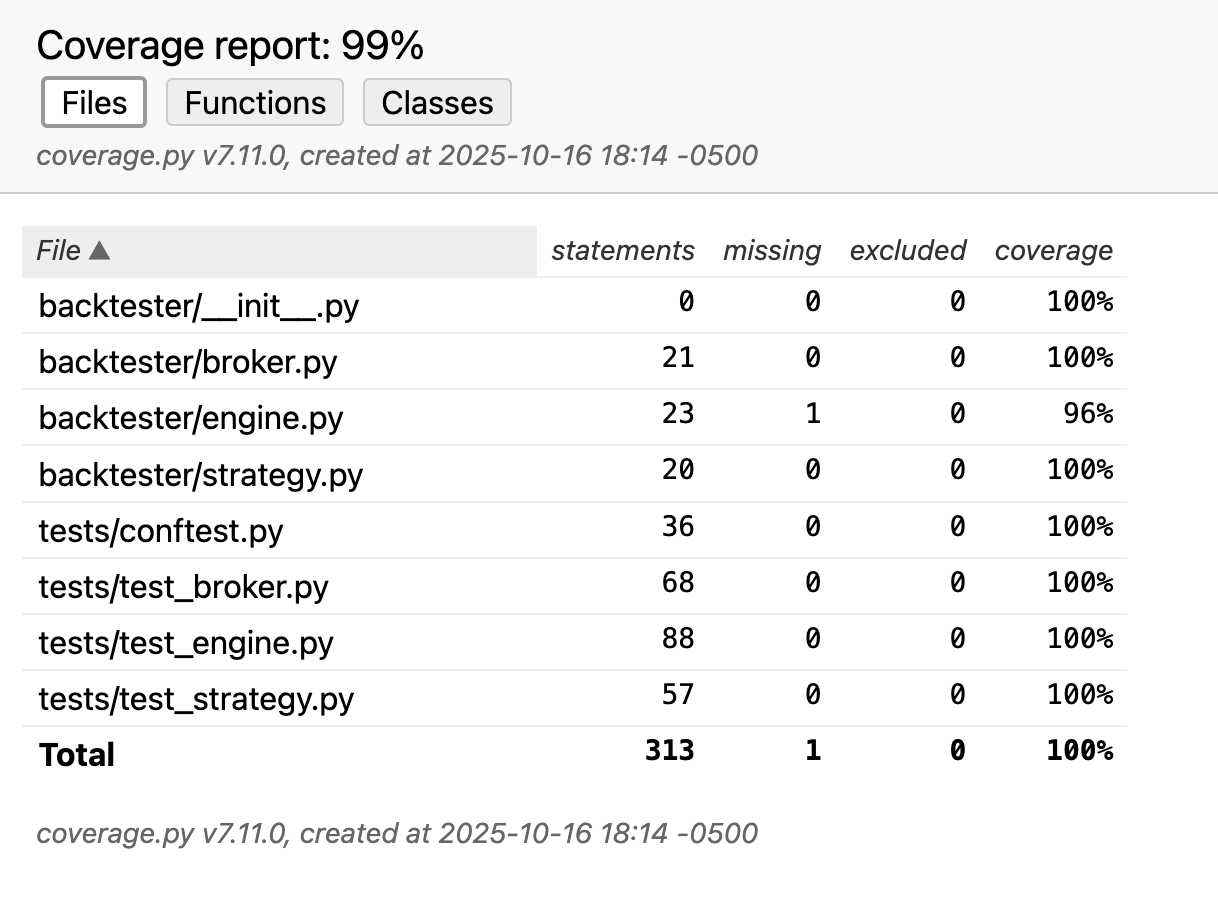 Coverage report: 99%
Files Functions Classes
coverage.py v7.11.0, created at 2025-10-16 18:14 -0500
File ▲ statements missing excluded coverage
backtester/__init__.py 0 0 0 100%
backtester/broker.py 21 0 0 100%
backtester/engine.py 23 1 0 96%
backtester/strategy.py 20 0 0 100%
tests/conftest.py 36 0 0 100%
tests/test_broker.py 68 0 0 100%
tests/test_engine.py 88 0 0 100%
tests/test_strategy.py 57 0 0 100%
Total 313 1 0 100%
coverage.py v7.11.0, created at 2025-10-16 18:14 -0500